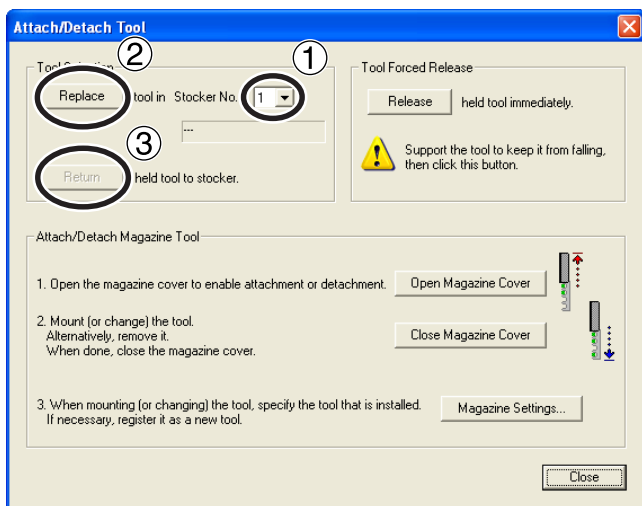 Attach/Detach Tool
② ①
Tool Selection
Replace tool in Stocker No. 1
---
③
Return held tool to stocker.
Tool Forced Release
Release held tool immediately.
Support the tool to keep it from falling,
then click this button.
Attach/Detach Magazine Tool
1. Open the magazine cover to enable attachment or detachment. Open Magazine Cover
2. Mount (or change) the tool.
Alternatively, remove it.
When done, close the magazine cover.
Close Magazine Cover
3. When mounting (or changing) the tool, specify the tool that is installed.
If necessary, register it as a new tool.
Magazine Settings...
Close